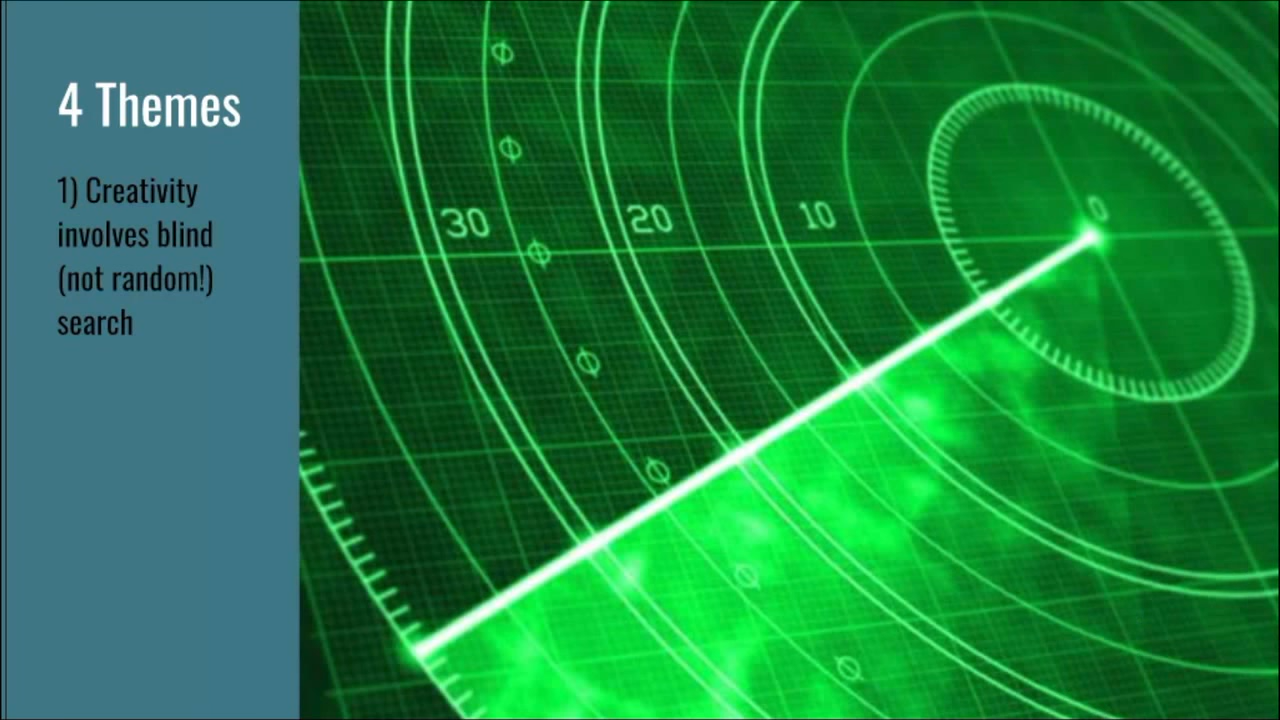 4 Themes
1) Creativity
involves blind
(not random!)
search
30
20
10
0